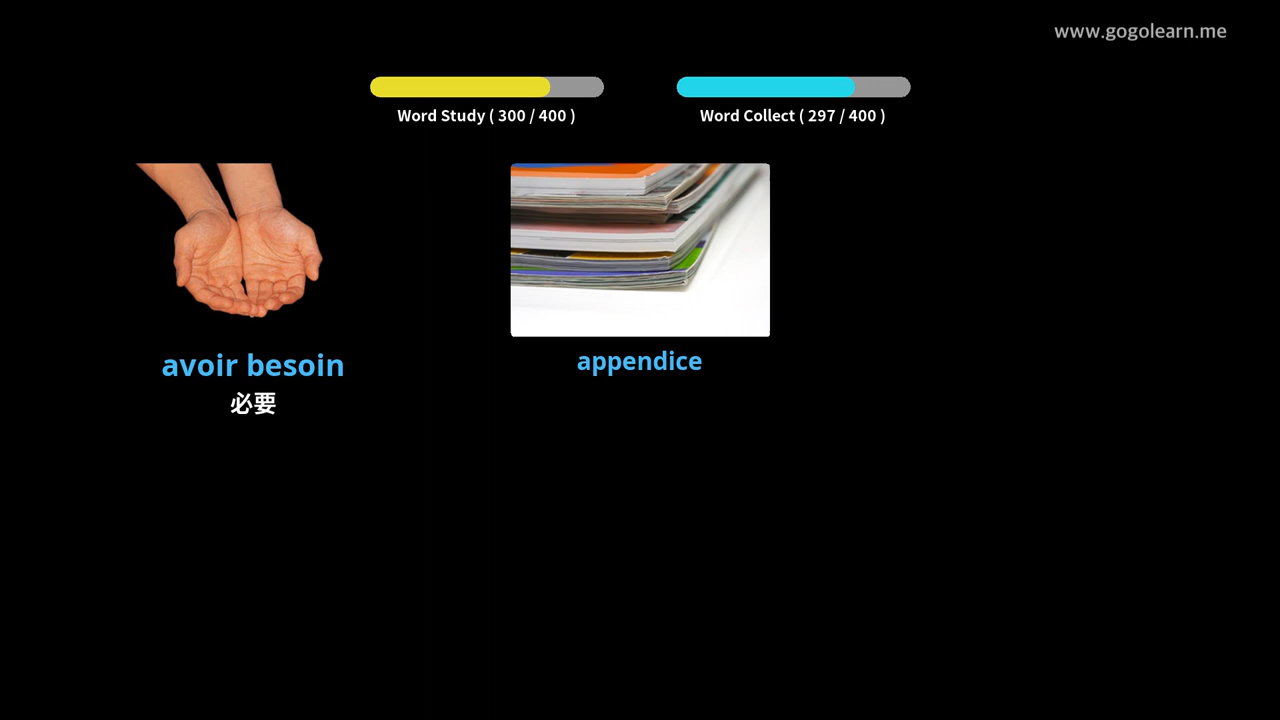 www.gogolearn.me
Word Study ( 300 / 400 )
Word Collect ( 297 / 400 )
avoir besoin
必要
appendice